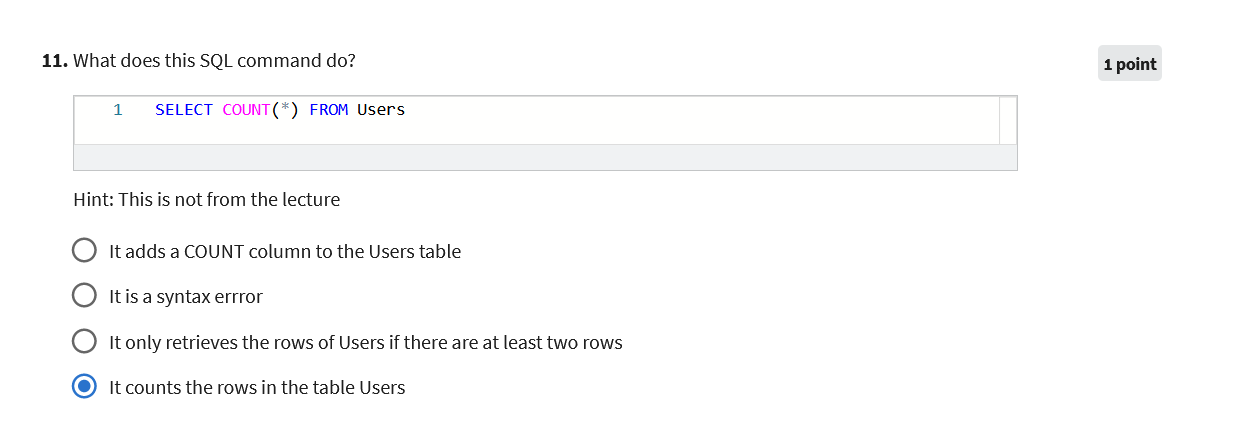 11. What does this SQL command do?
1 point
1 SELECT COUNT(*) FROM Users
Hint: This is not from the lecture
It adds a COUNT column to the Users table
It is a syntax errror
It only retrieves the rows of Users if there are at least two rows
It counts the rows in the table Users